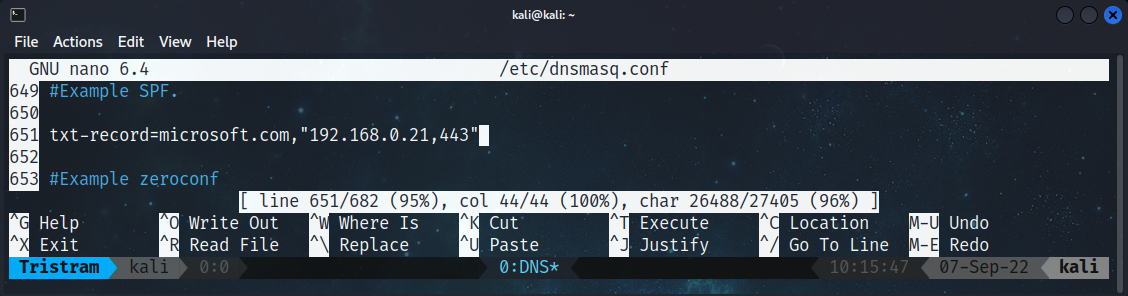 kali@kali: ~
File Actions Edit View Help
GNU nano 6.4 /etc/dnsmasq.conf
649 #Example SPF.
650
651 txt-record=microsoft.com,"192.168.0.21,443"
652
653 #Example zeroconf
[ line 651/682 (95%), col 44/44 (100%), char 26488/27405 (96%) ]
^G Help ^O Write Out ^W Where Is ^K Cut ^T Execute ^C Location M-U Undo
^X Exit ^R Read File ^\ Replace ^U Paste ^J Justify ^/ Go To Line M-E Redo
Tristram kali 0:0 0:DNS* 10:15:47 07-Sep-22 kali